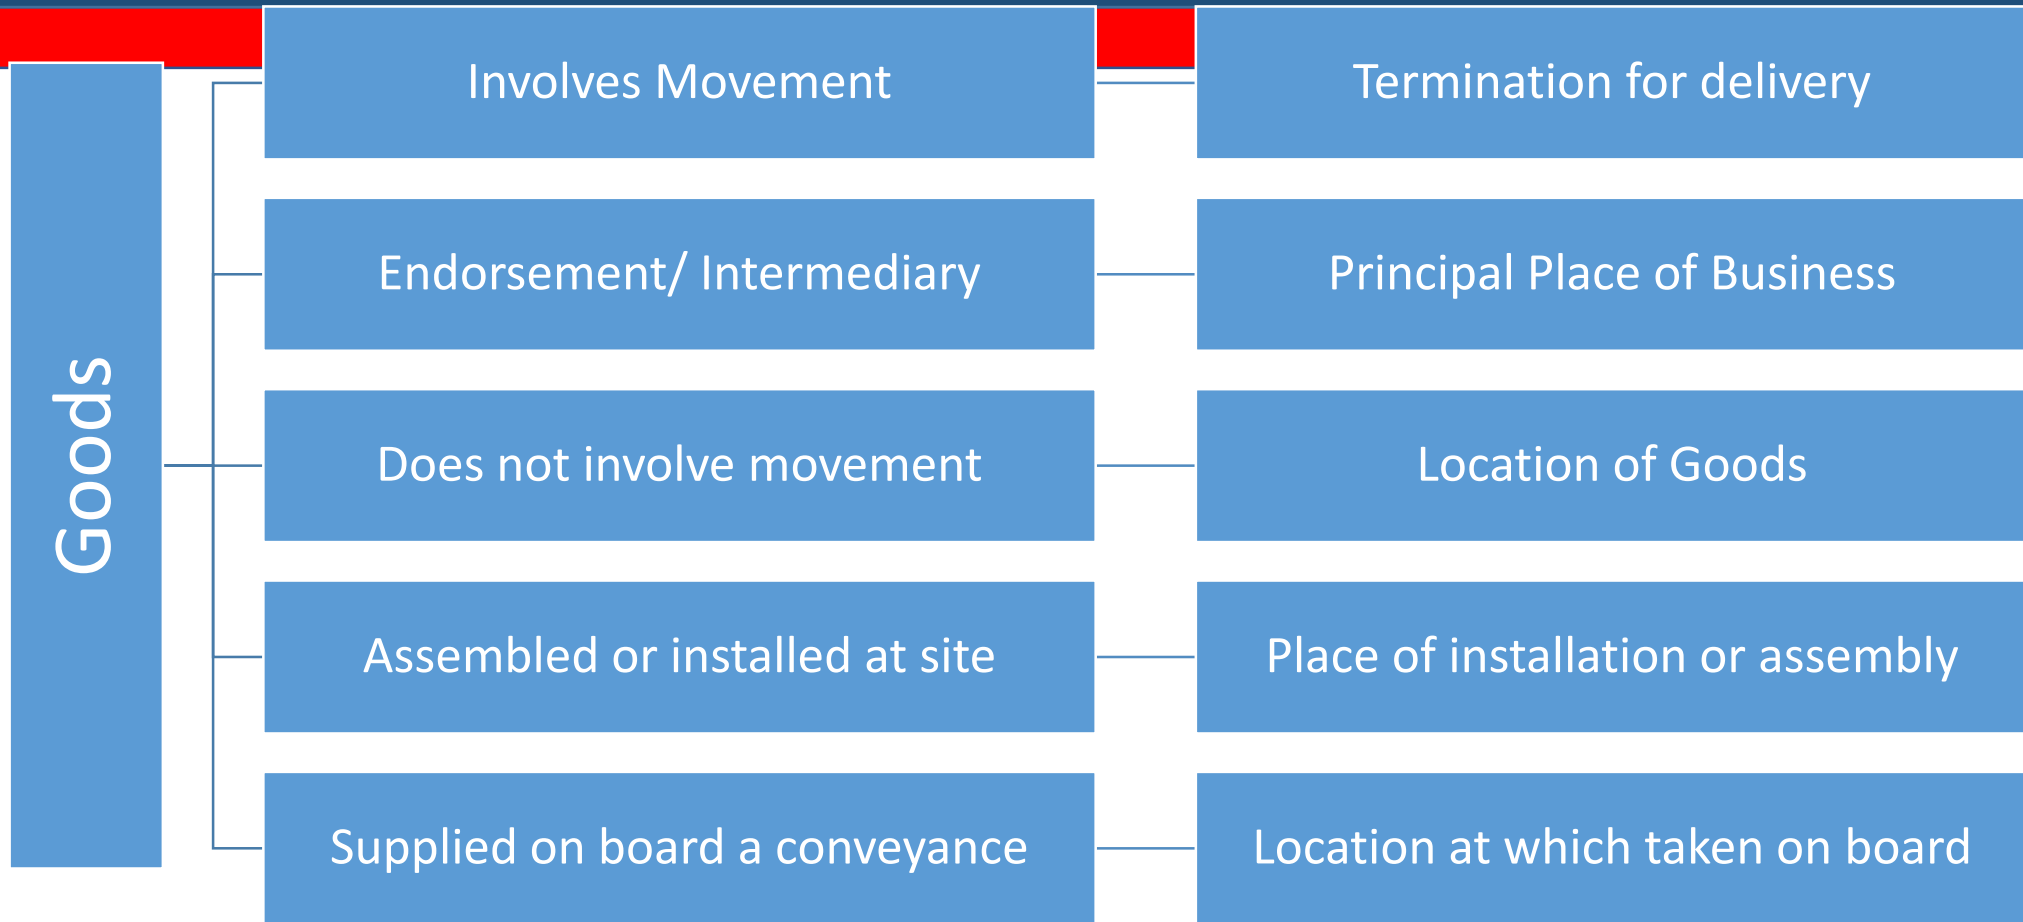 Goods
Involves Movement
Termination for delivery
Endorsement/ Intermediary
Principal Place of Business
Does not involve movement
Location of Goods
Assembled or installed at site
Place of installation or assembly
Supplied on board a conveyance
Location at which taken on board